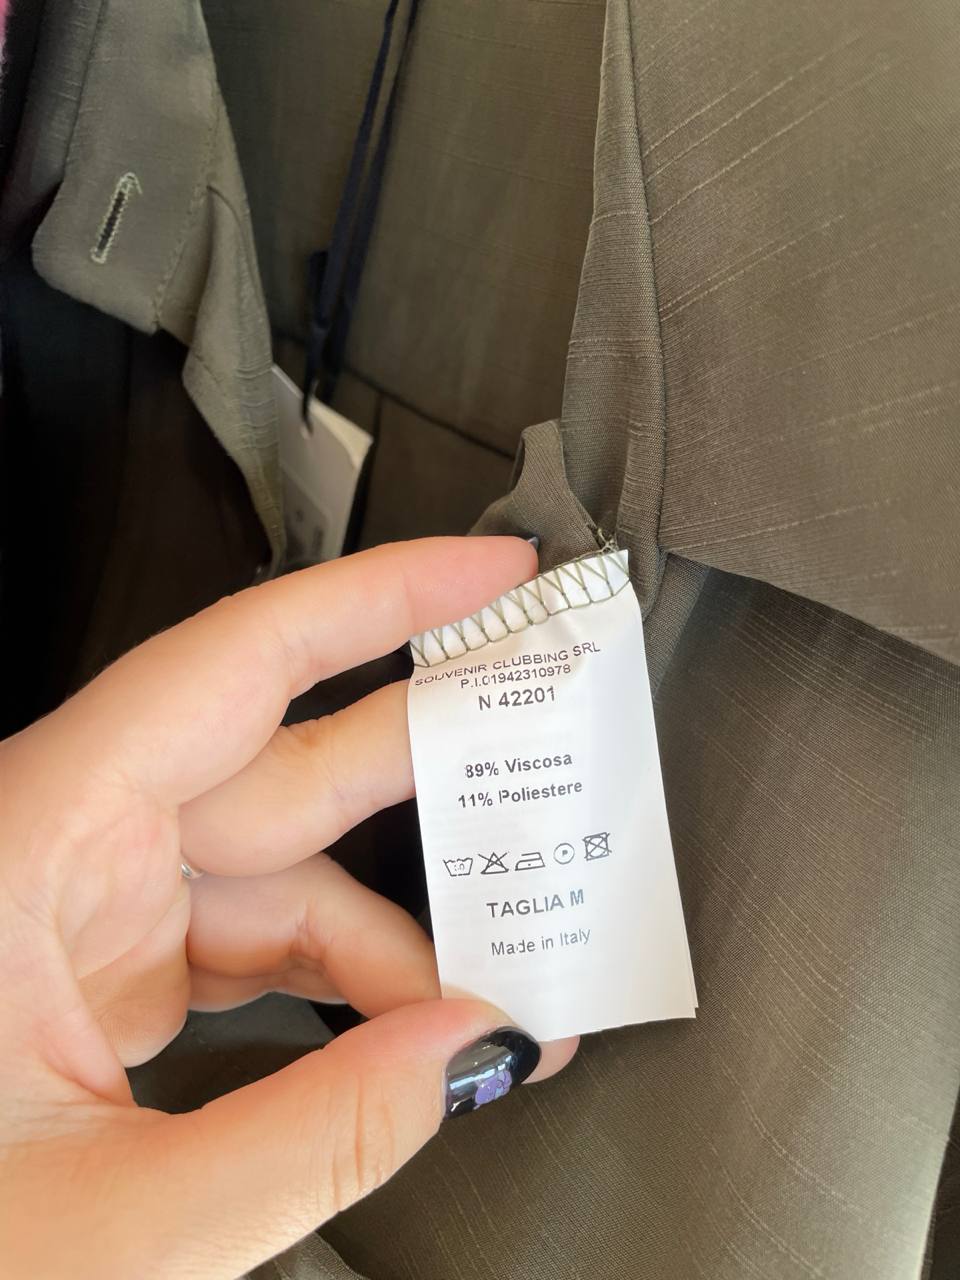 SOUVENIR CLUBBING SRL
P.I.01942310978
N 42201
89% Viscosa
11% Poliestere
P
TAGLIA M
Made in Italy